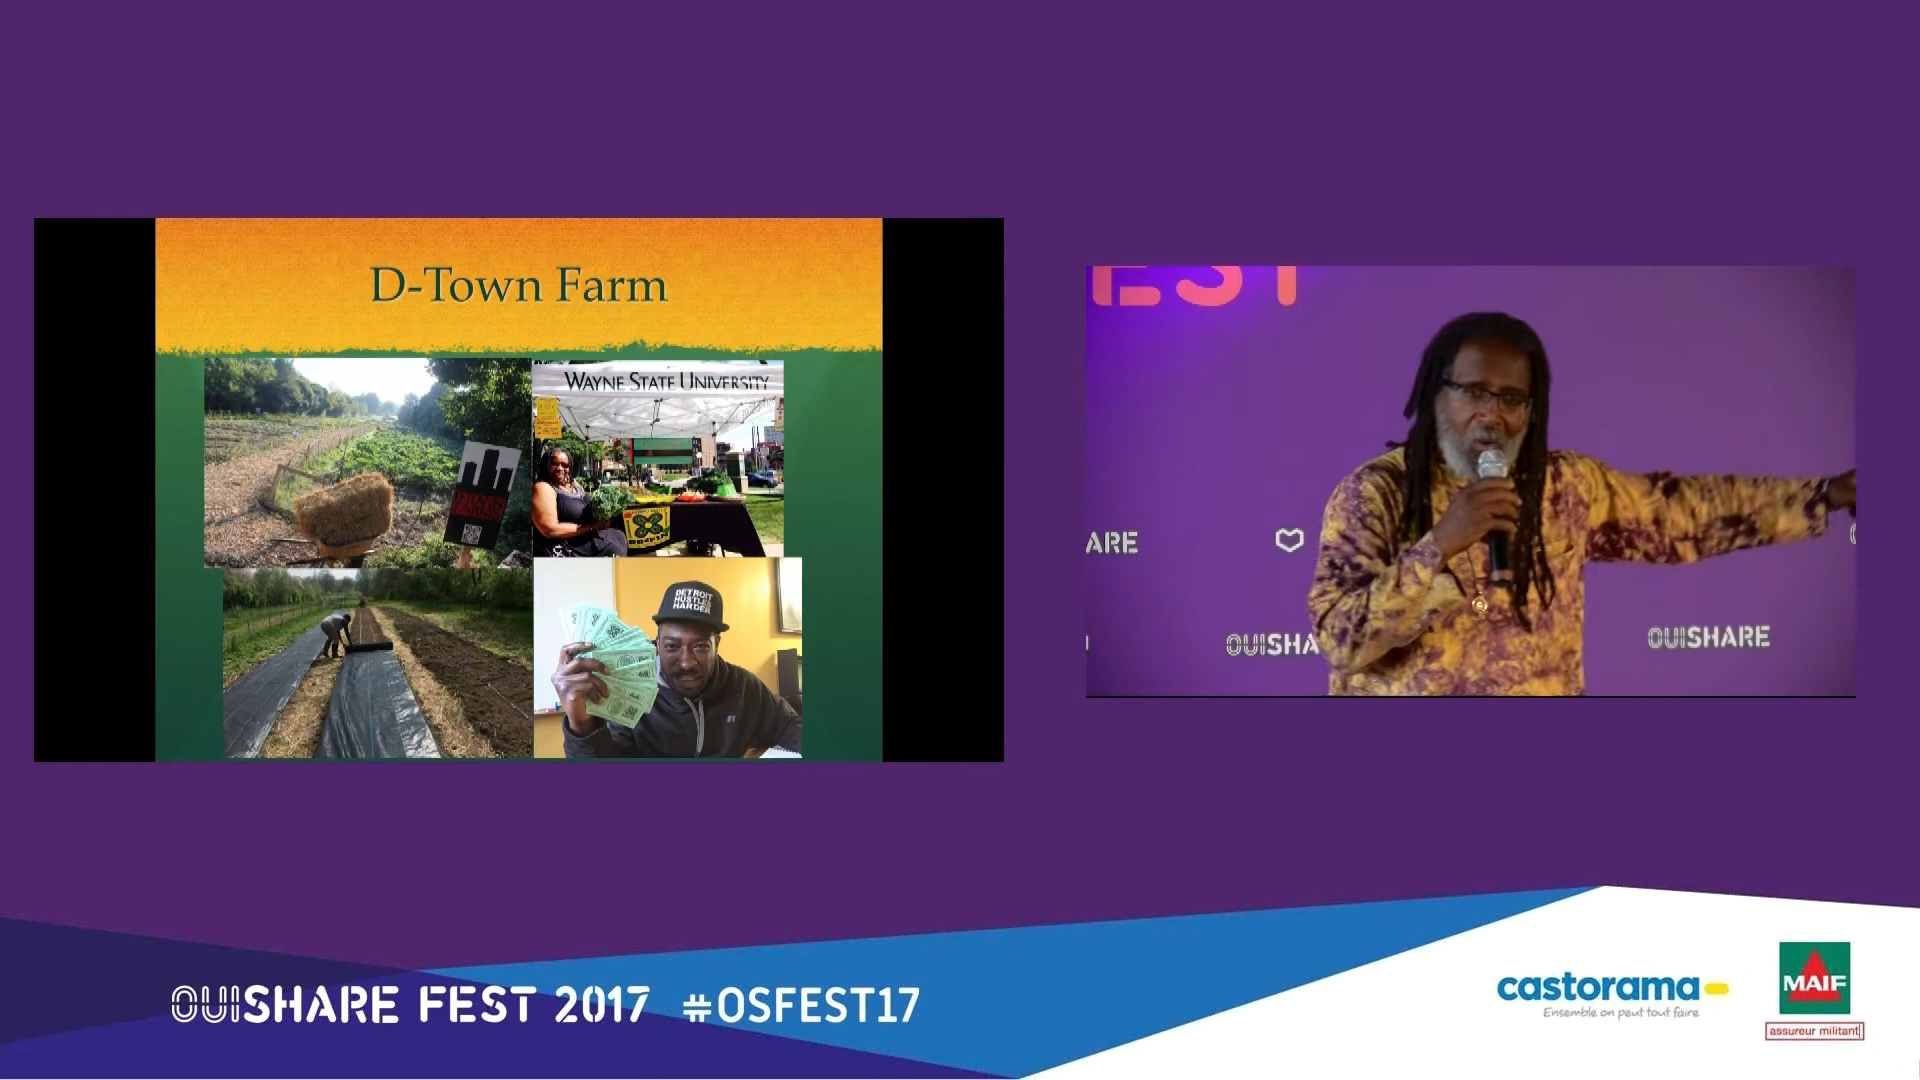 D-Town Farm
WAYNE STATE UNIVERSITY
DETROIT
HUSTLES
HARDER
EST
ARE
OUISHA
OUISHARE
OUISHARE FEST 2017 #OSFEST17
castorama
Ensemble on peut tout faire
MAIF
assureur militant